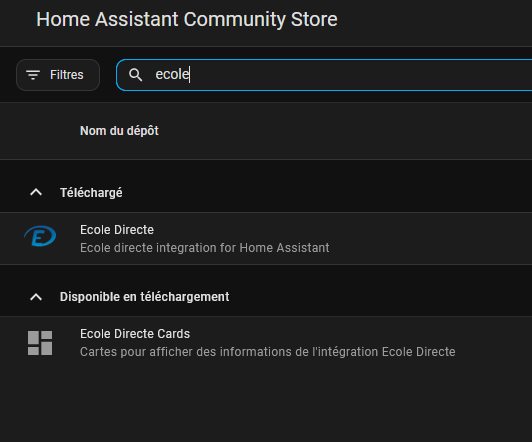 Home Assistant Community Store
Filtres
ecole
Nom du dépôt
Téléchargé
Ecole Directe
Ecole directe integration for Home Assistant
Disponible en téléchargement
Ecole Directe Cards
Cartes pour afficher des informations de l'intégration Ecole Directe